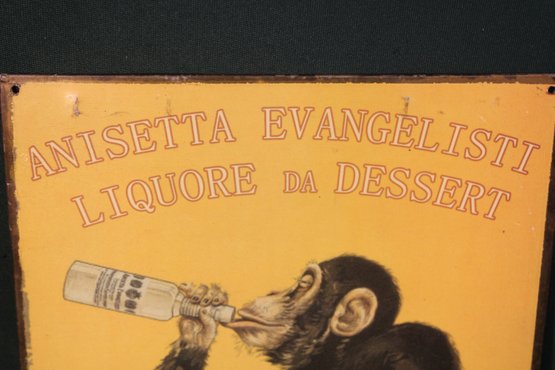 ANISETTA EVANGELISTI
LIQUORE DA DESSERT